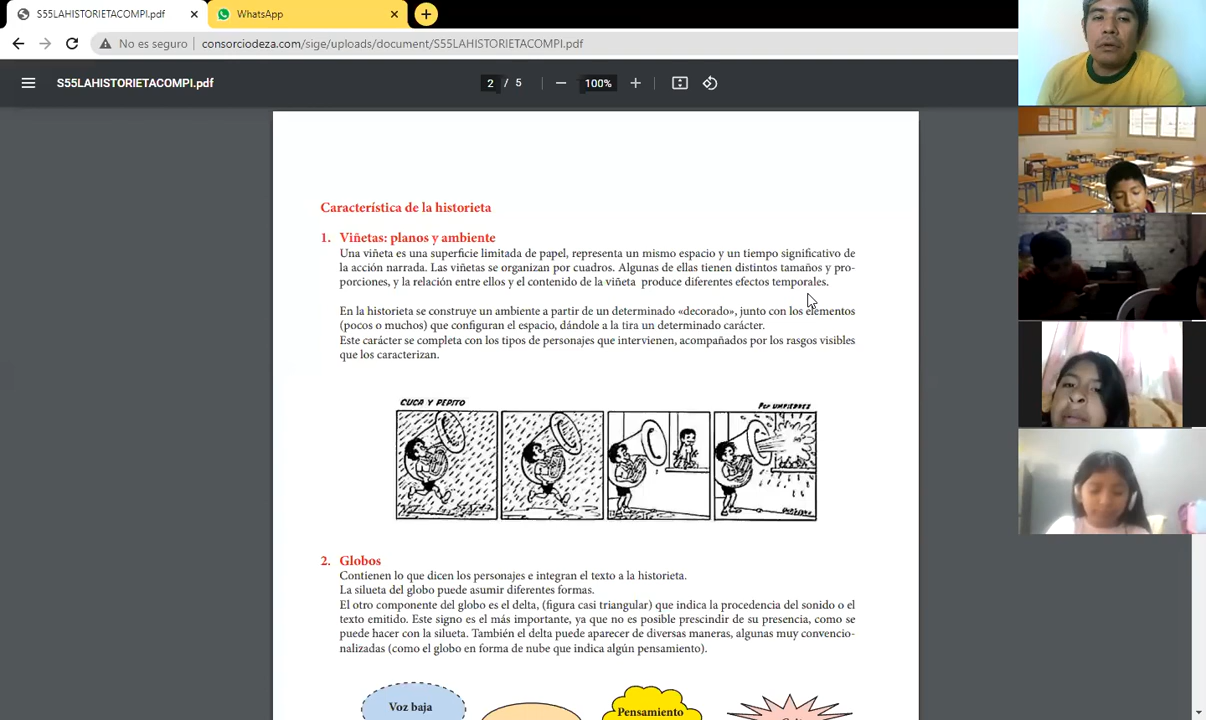 S55LAHISTORIETACOMPI.pdf
WhatsApp
No es seguro
consorciodeza.com/sige/uploads/document/S55LAHISTORIETACOMPI.pdf
S55LAHISTORIETACOMPI.pdf
2 / 5
100%
Característica de la historieta
1. Viñetas: planos y ambiente
Una viñeta es una superficie limitada de papel, representa un mismo espacio y un tiempo significativo de
la acción narrada. Las viñetas se organizan por cuadros. Algunas de ellas tienen distintos tamaños y pro-
porciones, y la relación entre ellos y el contenido de la viñeta produce diferentes efectos temporales.
En la historieta se construye un ambiente a partir de un determinado «decorado», junto con los elementos
(pocos o muchos) que configuran el espacio, dándole a la tira un determinado carácter.
Este carácter se completa con los tipos de personajes que intervienen, acompañados por los rasgos visibles
que los caracterizan.
CUCA Y PEPITO
POR UMPIERREZ
2. Globos
Contienen lo que dicen los personajes e integran el texto a la historieta.
La silueta del globo puede asumir diferentes formas.
El otro componente del globo es el delta, (figura casi triangular) que indica la procedencia del sonido o el
texto emitido. Este signo es el más importante, ya que no es posible prescindir de su presencia, como se
puede hacer con la silueta. También el delta puede aparecer de diversas maneras, algunas muy convencio-
nalizadas (como el globo en forma de nube que indica algún pensamiento).
Voz baja
Pensamiento